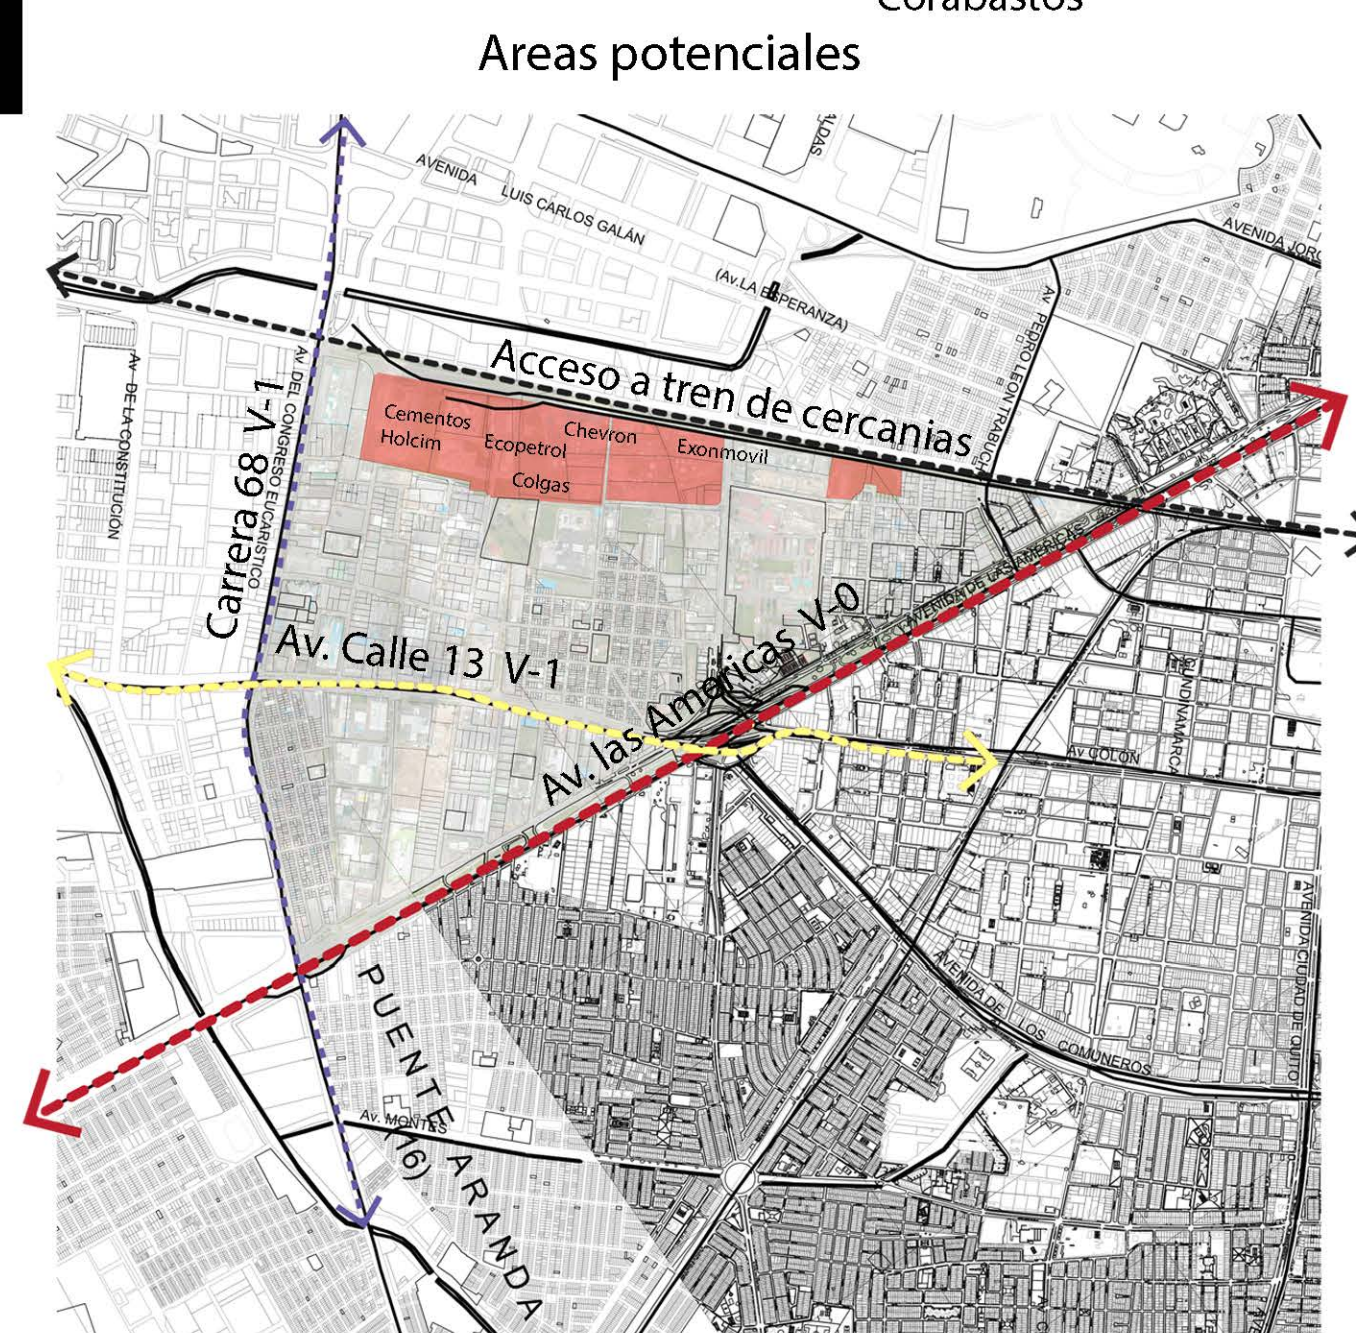 Corabastos
Areas potenciales
AVENIDA LUIS CARLOS GALÁN
(Av.LA ESPERANZA)
AVENIDA JORG
Av PEDRO LEON TRABUCH
Acceso a tren de cercanias
Cementos
Holcim
Ecopetrol
Colgas
Chevron
Exonmovil
Carrera 68 V-1
Av. DEL CONGRESO EUCARISTICO
Av DE LA CONSTITUCIÓN
Av. Calle 13 V-1
Av. las Americas V-0
AVENIDA DE LAS AMERICAS
CUNDINAMARCA
Av COLON
AVENIDA DE LOS COMUNEROS
AVENIDA CIUDAD DE QUITO
PUENTE ARANDA
(16)
Av. MONTES